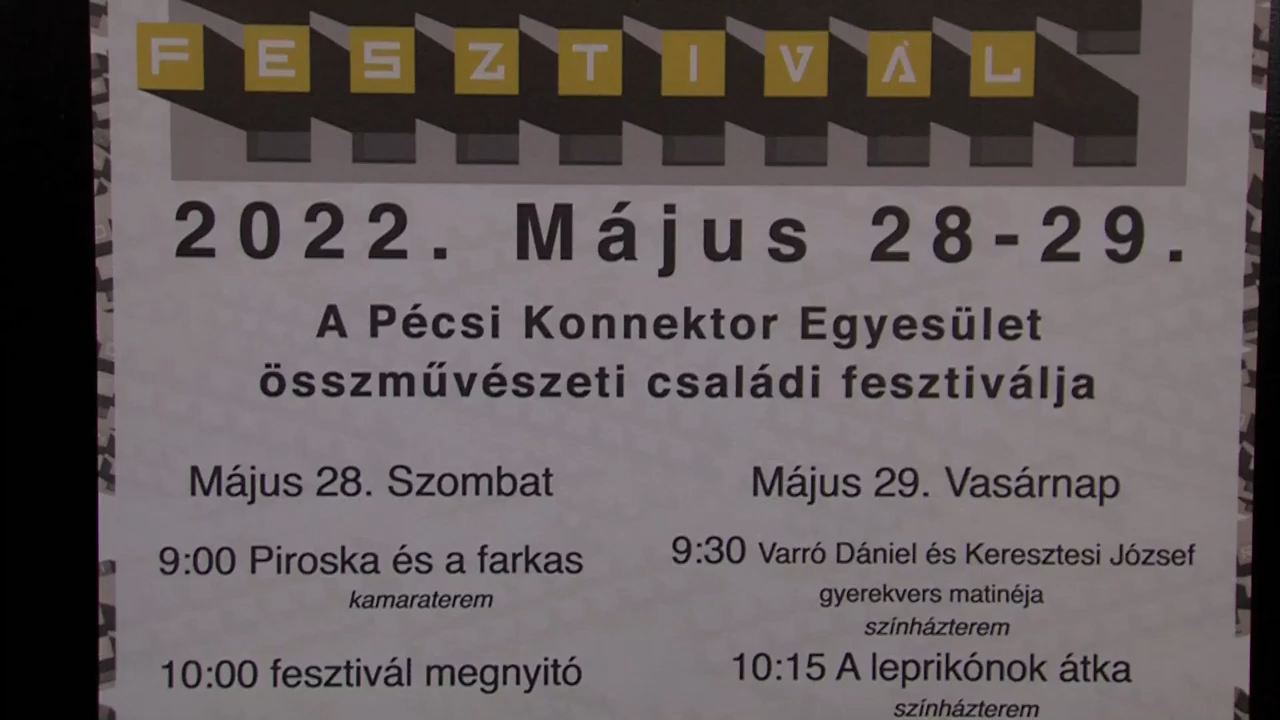 FESZTIVÁL
2022. Május 28-29.
A Pécsi Konnektor Egyesület
összművészeti családi fesztiválja
Május 28. Szombat
9:00 Piroska és a farkas
kamaraterem
10:00 fesztivál megnyitó
Május 29. Vasárnap
9:30 Varró Dániel és Keresztesi József
gyerekvers matinéja
színházterem
10:15 A leprikónok átka
színházterem